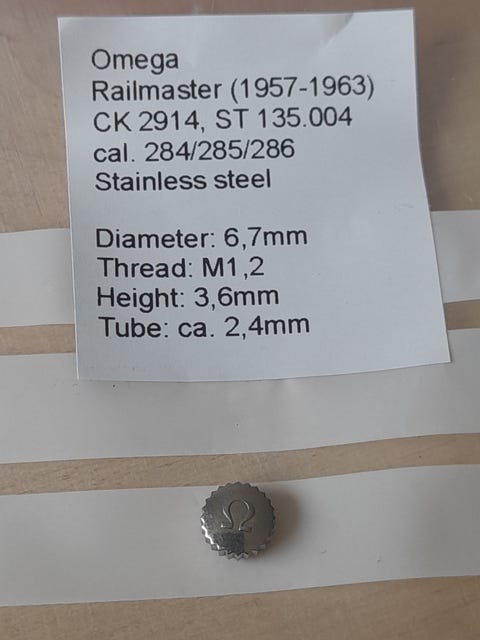 Omega
Railmaster (1957-1963)
CK 2914, ST 135.004
cal. 284/285/286
Stainless steel
Diameter: 6,7mm
Thread: M1,2
Height: 3,6mm
Tube: ca. 2,4mm
Ω